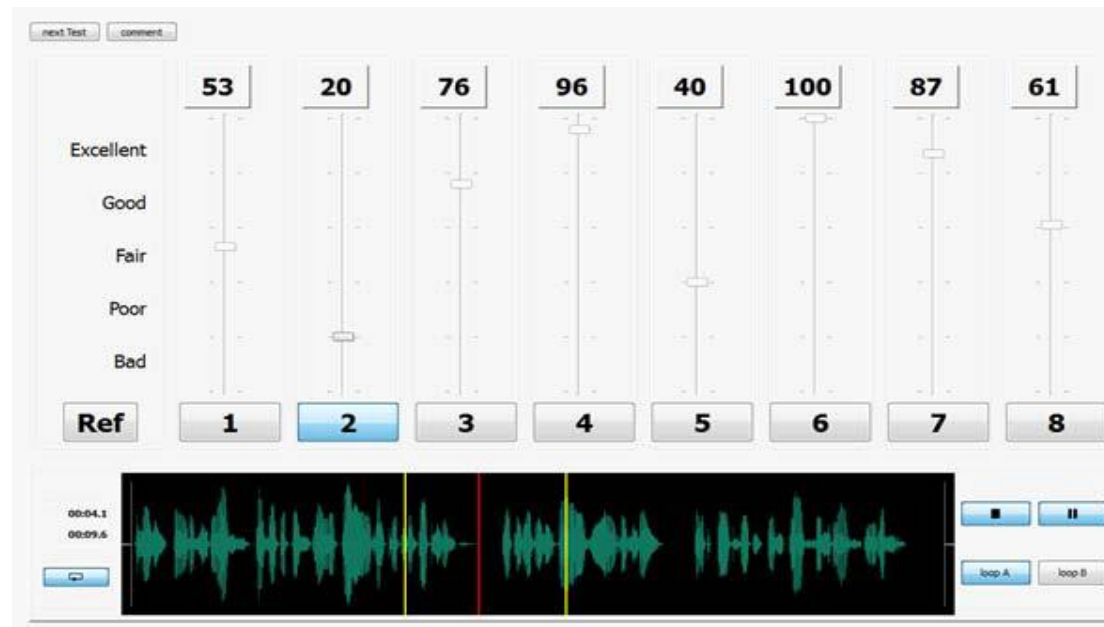 next Test comment
53 20 76 96 40 100 87 61
Excellent
Good
Fair
Poor
Bad
Ref 1 2 3 4 5 6 7 8
00:04.1
00:09.6
loop A loop B